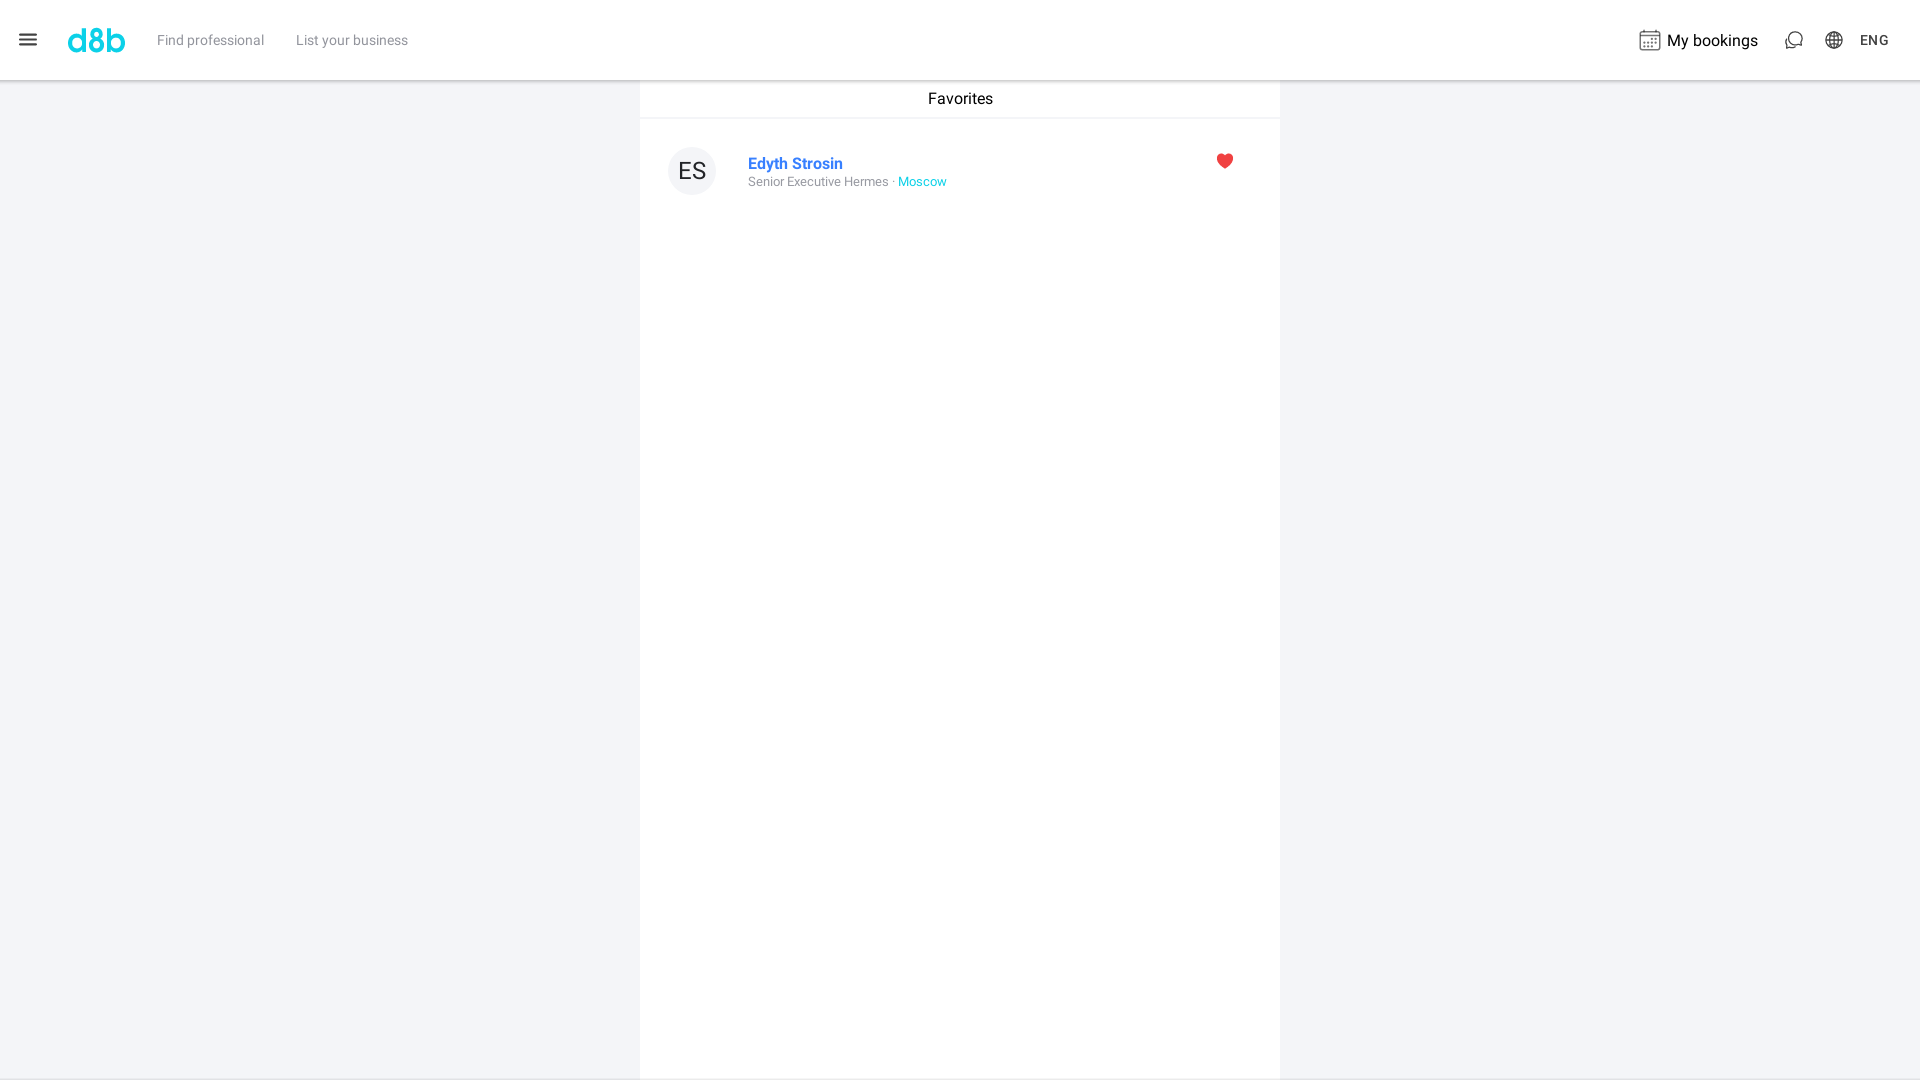 d8b Find professional List your business My bookings ENG
Favorites
ES
Edyth Strosin
Senior Executive Hermes · Moscow